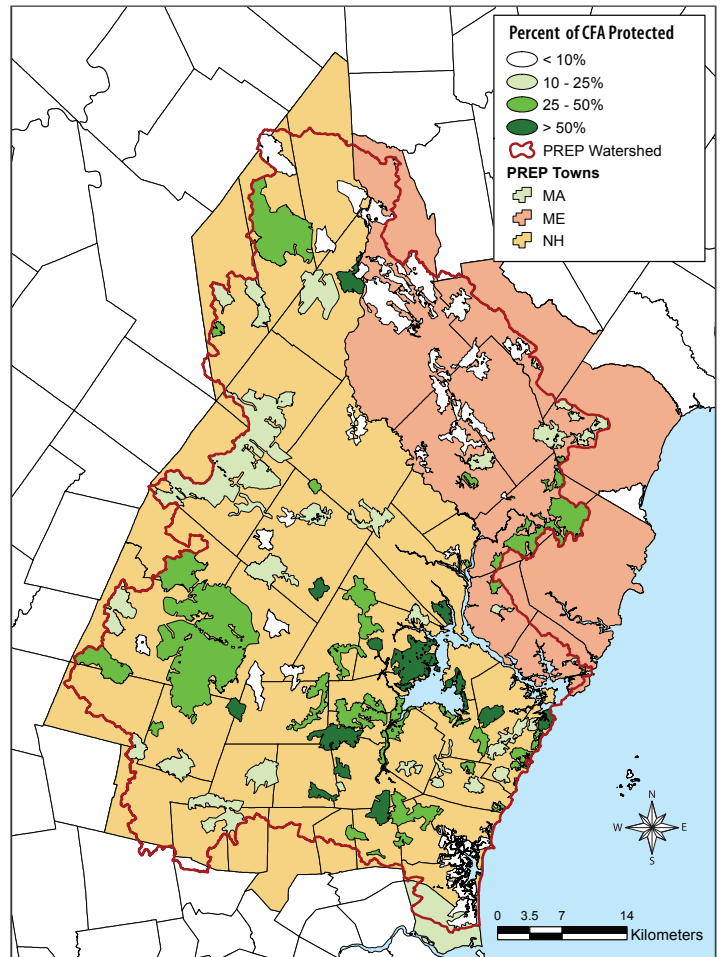 Percent of CFA Protected
< 10%
10 - 25%
25 - 50%
> 50%
PREP Watershed
PREP Towns
MA
ME
NH
N
W E
S
0 3.5 7 14
Kilometers